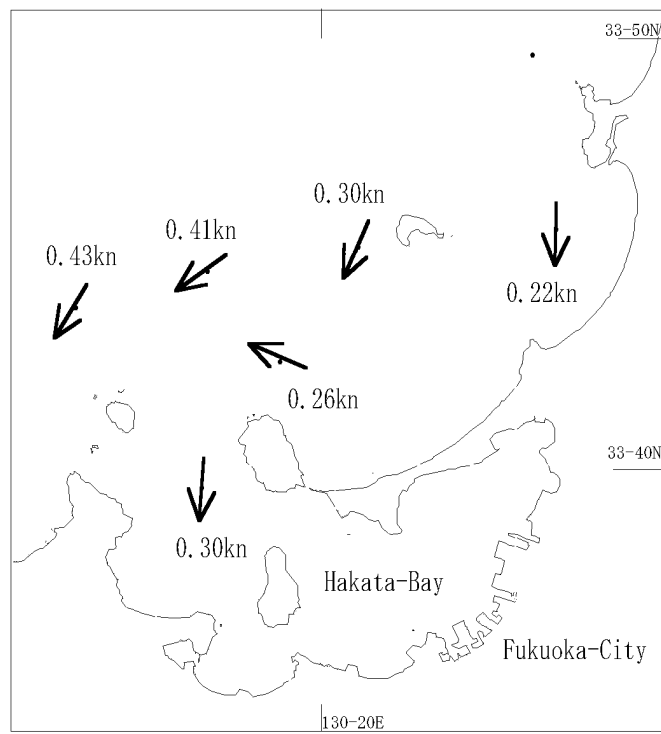 33-50N
0.30kn
0.41kn
0.43kn
0.22kn
0.26kn
33-40N
0.30kn
Hakata-Bay
Fukuoka-City
130-20E